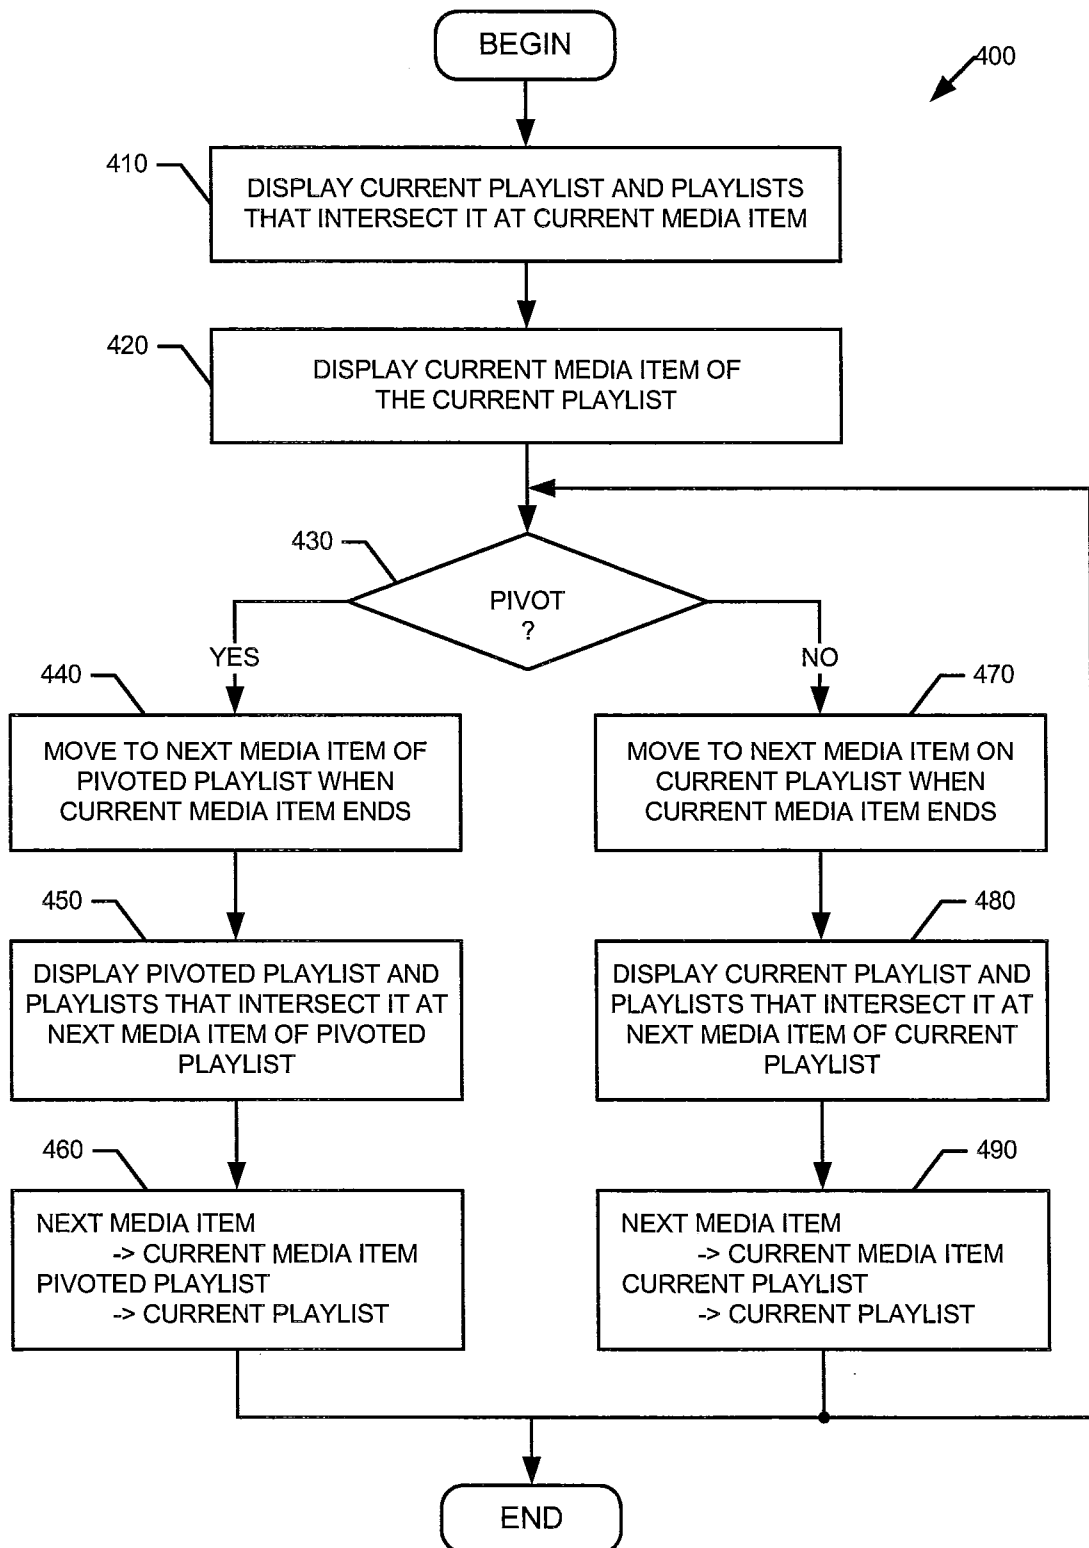 BEGIN
400
410
DISPLAY CURRENT PLAYLIST AND PLAYLISTS
THAT INTERSECT IT AT CURRENT MEDIA ITEM
420
DISPLAY CURRENT MEDIA ITEM OF
THE CURRENT PLAYLIST
430
PIVOT
?
YES
NO
440
MOVE TO NEXT MEDIA ITEM OF
PIVOTED PLAYLIST WHEN
CURRENT MEDIA ITEM ENDS
470
MOVE TO NEXT MEDIA ITEM ON
CURRENT PLAYLIST WHEN
CURRENT MEDIA ITEM ENDS
450
DISPLAY PIVOTED PLAYLIST AND
PLAYLISTS THAT INTERSECT IT AT
NEXT MEDIA ITEM OF PIVOTED
PLAYLIST
480
DISPLAY CURRENT PLAYLIST AND
PLAYLISTS THAT INTERSECT IT AT
NEXT MEDIA ITEM OF CURRENT
PLAYLIST
460
NEXT MEDIA ITEM
-> CURRENT MEDIA ITEM
PIVOTED PLAYLIST
-> CURRENT PLAYLIST
490
NEXT MEDIA ITEM
-> CURRENT MEDIA ITEM
CURRENT PLAYLIST
-> CURRENT PLAYLIST
END